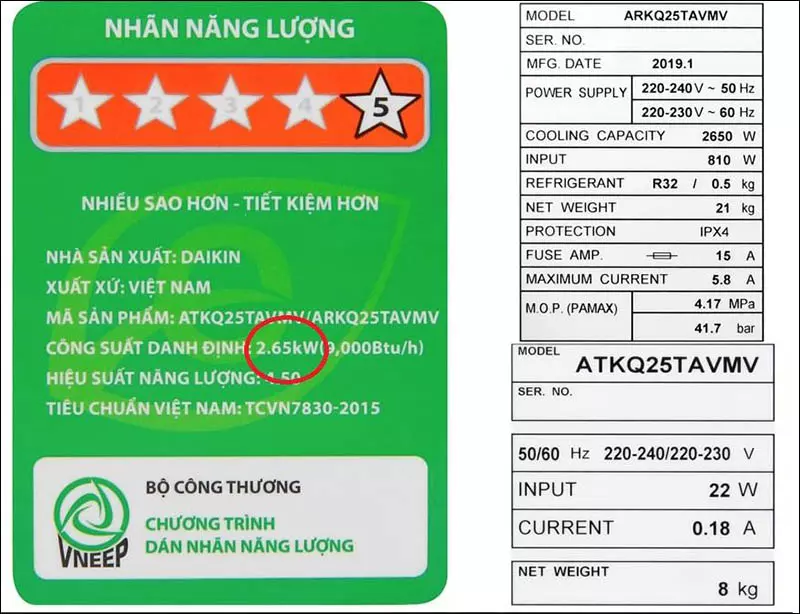 NHÃN NĂNG LƯỢNG
1 2 3 4 5
NHIỀU SAO HƠN - TIẾT KIỆM HƠN
NHÀ SẢN XUẤT: DAIKIN
XUẤT XỨ: VIỆT NAM
MÃ SẢN PHẨM: ATKQ25TAVMV/ARKQ25TAVMV
CÔNG SUẤT DANH ĐỊNH: 2.65kW(9,000Btu/h)
HIỆU SUẤT NĂNG LƯỢNG: 4.50
TIÊU CHUẨN VIỆT NAM: TCVN7830-2015
VNEEP
BỘ CÔNG THƯƠNG
CHƯƠNG TRÌNH
DÁN NHÃN NĂNG LƯỢNG
MODEL ARKQ25TAVMV
SER. NO.
MFG. DATE 2019.1
POWER SUPPLY 220-240 V ~ 50 Hz
220-230 V ~ 60 Hz
COOLING CAPACITY 2650 W
INPUT 810 W
REFRIGERANT R32 / 0.5 kg
NET WEIGHT 21 kg
PROTECTION IPX4
FUSE AMP. 15 A
MAXIMUM CURRENT 5.8 A
M.O.P. (PAMAX) 4.17 MPa
41.7 bar
MODEL ATKQ25TAVMV
SER. NO.
50/60 Hz 220-240/220-230 V
INPUT 22 W
CURRENT 0.18 A
NET WEIGHT 8 kg